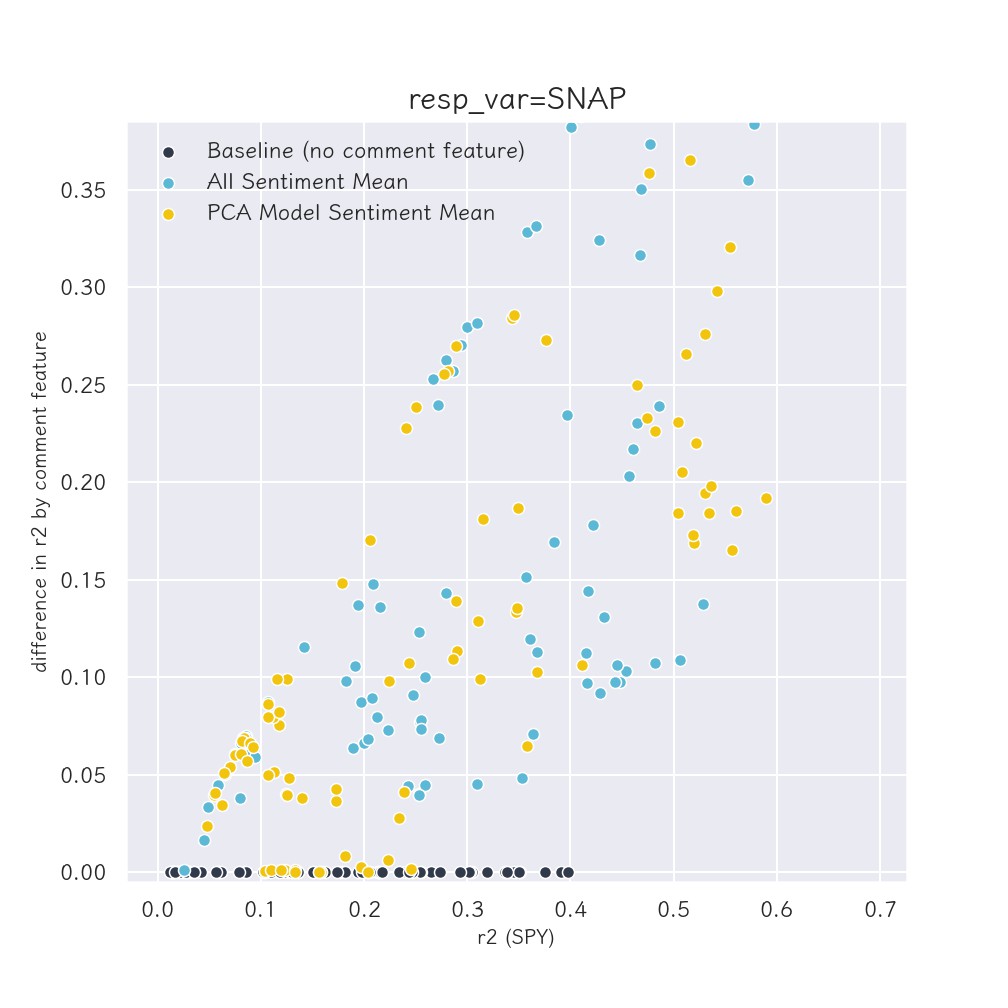 resp_var=SNAP
Baseline (no comment feature)
All Sentiment Mean
PCA Model Sentiment Mean
difference in r2 by comment feature
0.35
0.30
0.25
0.20
0.15
0.10
0.05
0.00
0.0 0.1 0.2 0.3 0.4 0.5 0.6 0.7
r2 (SPY)